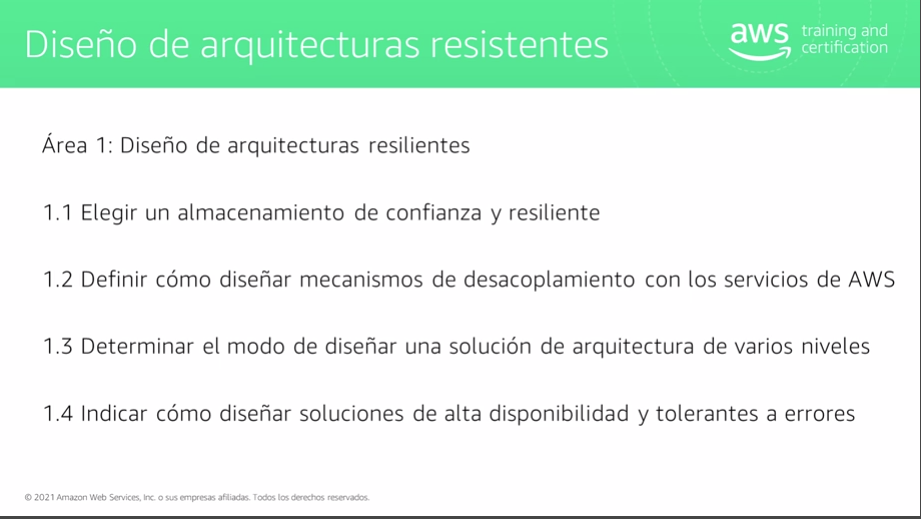 Diseño de arquitecturas resistentes
aws training and certification
Área 1: Diseño de arquitecturas resilientes
1.1 Elegir un almacenamiento de confianza y resiliente
1.2 Definir cómo diseñar mecanismos de desacoplamiento con los servicios de AWS
1.3 Determinar el modo de diseñar una solución de arquitectura de varios niveles
1.4 Indicar cómo diseñar soluciones de alta disponibilidad y tolerantes a errores
© 2021 Amazon Web Services, Inc. o sus empresas afiliadas. Todos los derechos reservados.